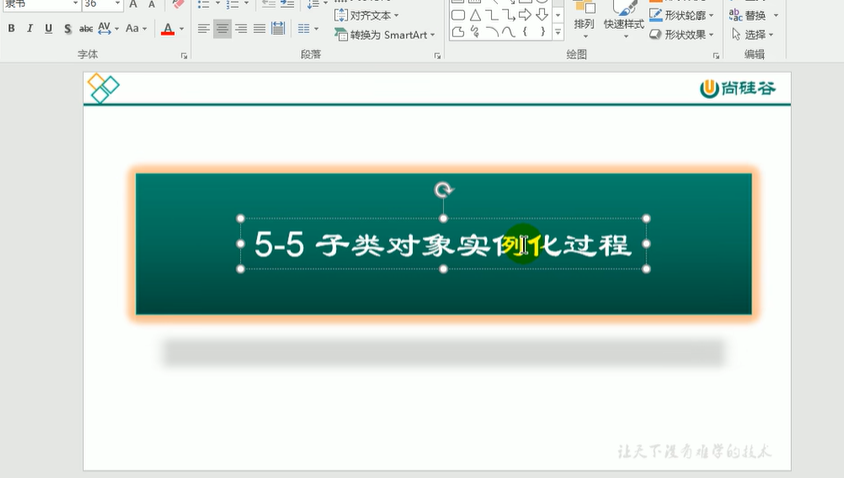 隶书 36 A A
对齐文本
B I U S abc AV Aa A 转换为 SmartArt 排列 快速样式 形状轮廓 形状效果 abac 替换 选择
字体 段落 绘图 编辑
尚硅谷
5-5 子类对象实例化过程
让天下没有难学的技术